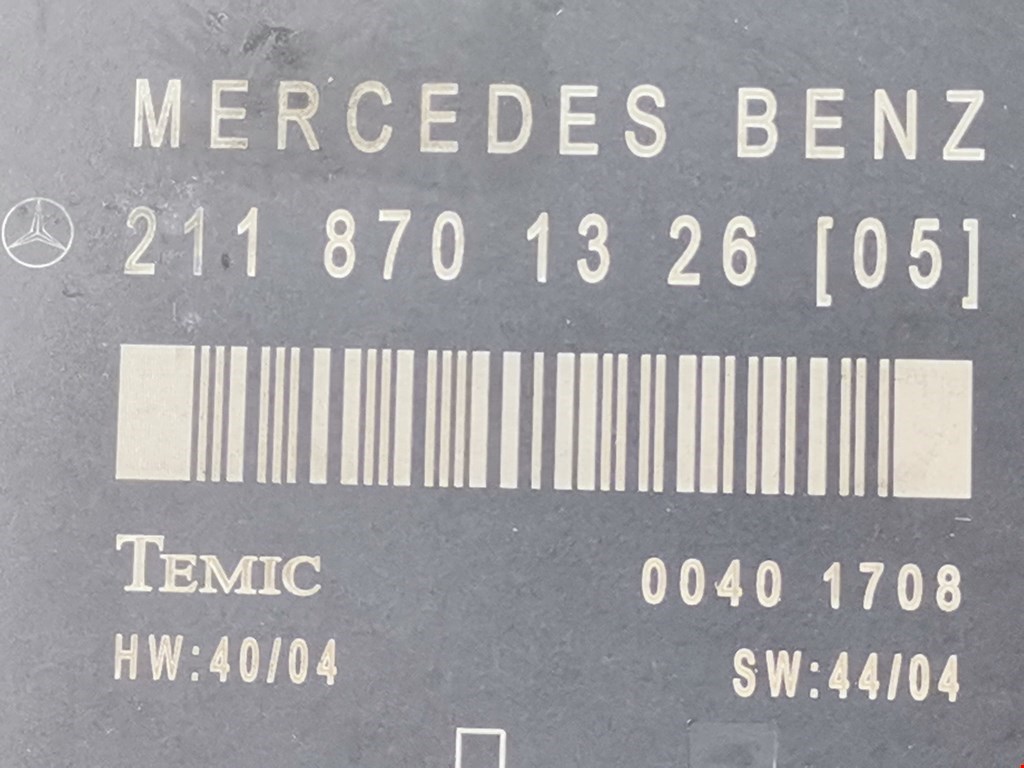 MERCEDES BENZ
211 870 13 26 [05]
TEMIC
0040 1708
HW:40/04
SW:44/04